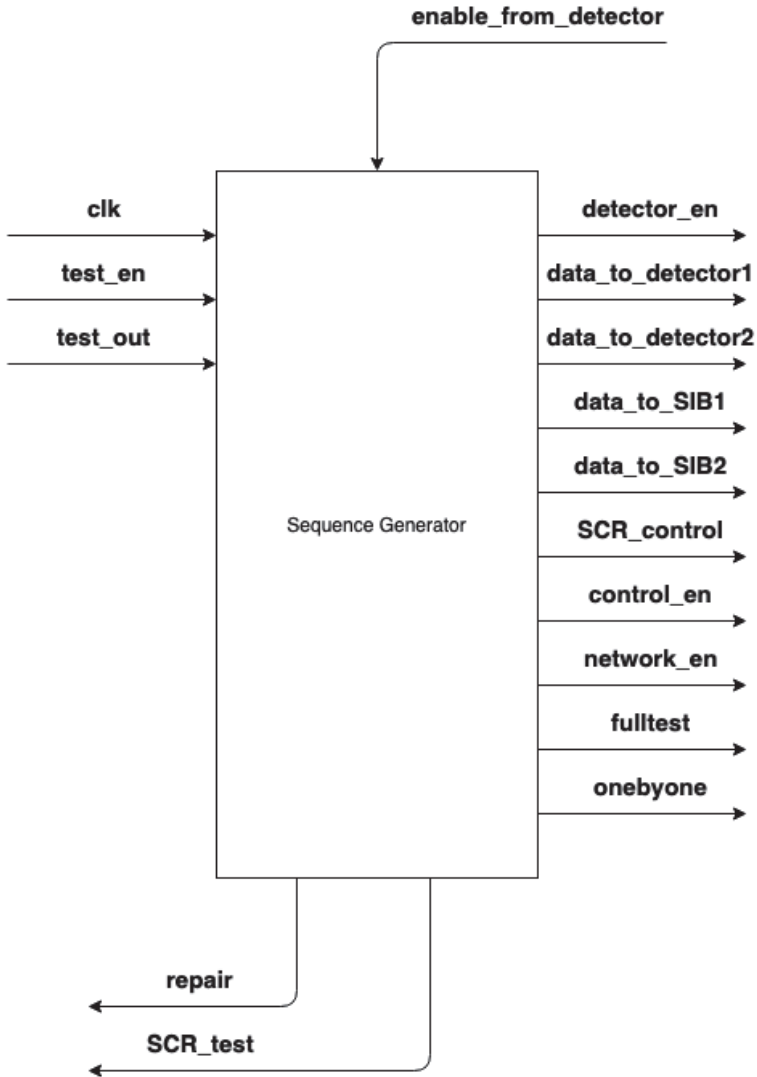 enable_from_detector
clk
detector_en
test_en
data_to_detector1
test_out
data_to_detector2
data_to_SIB1
data_to_SIB2
Sequence Generator
SCR_control
control_en
network_en
fulltest
onebyone
repair
SCR_test